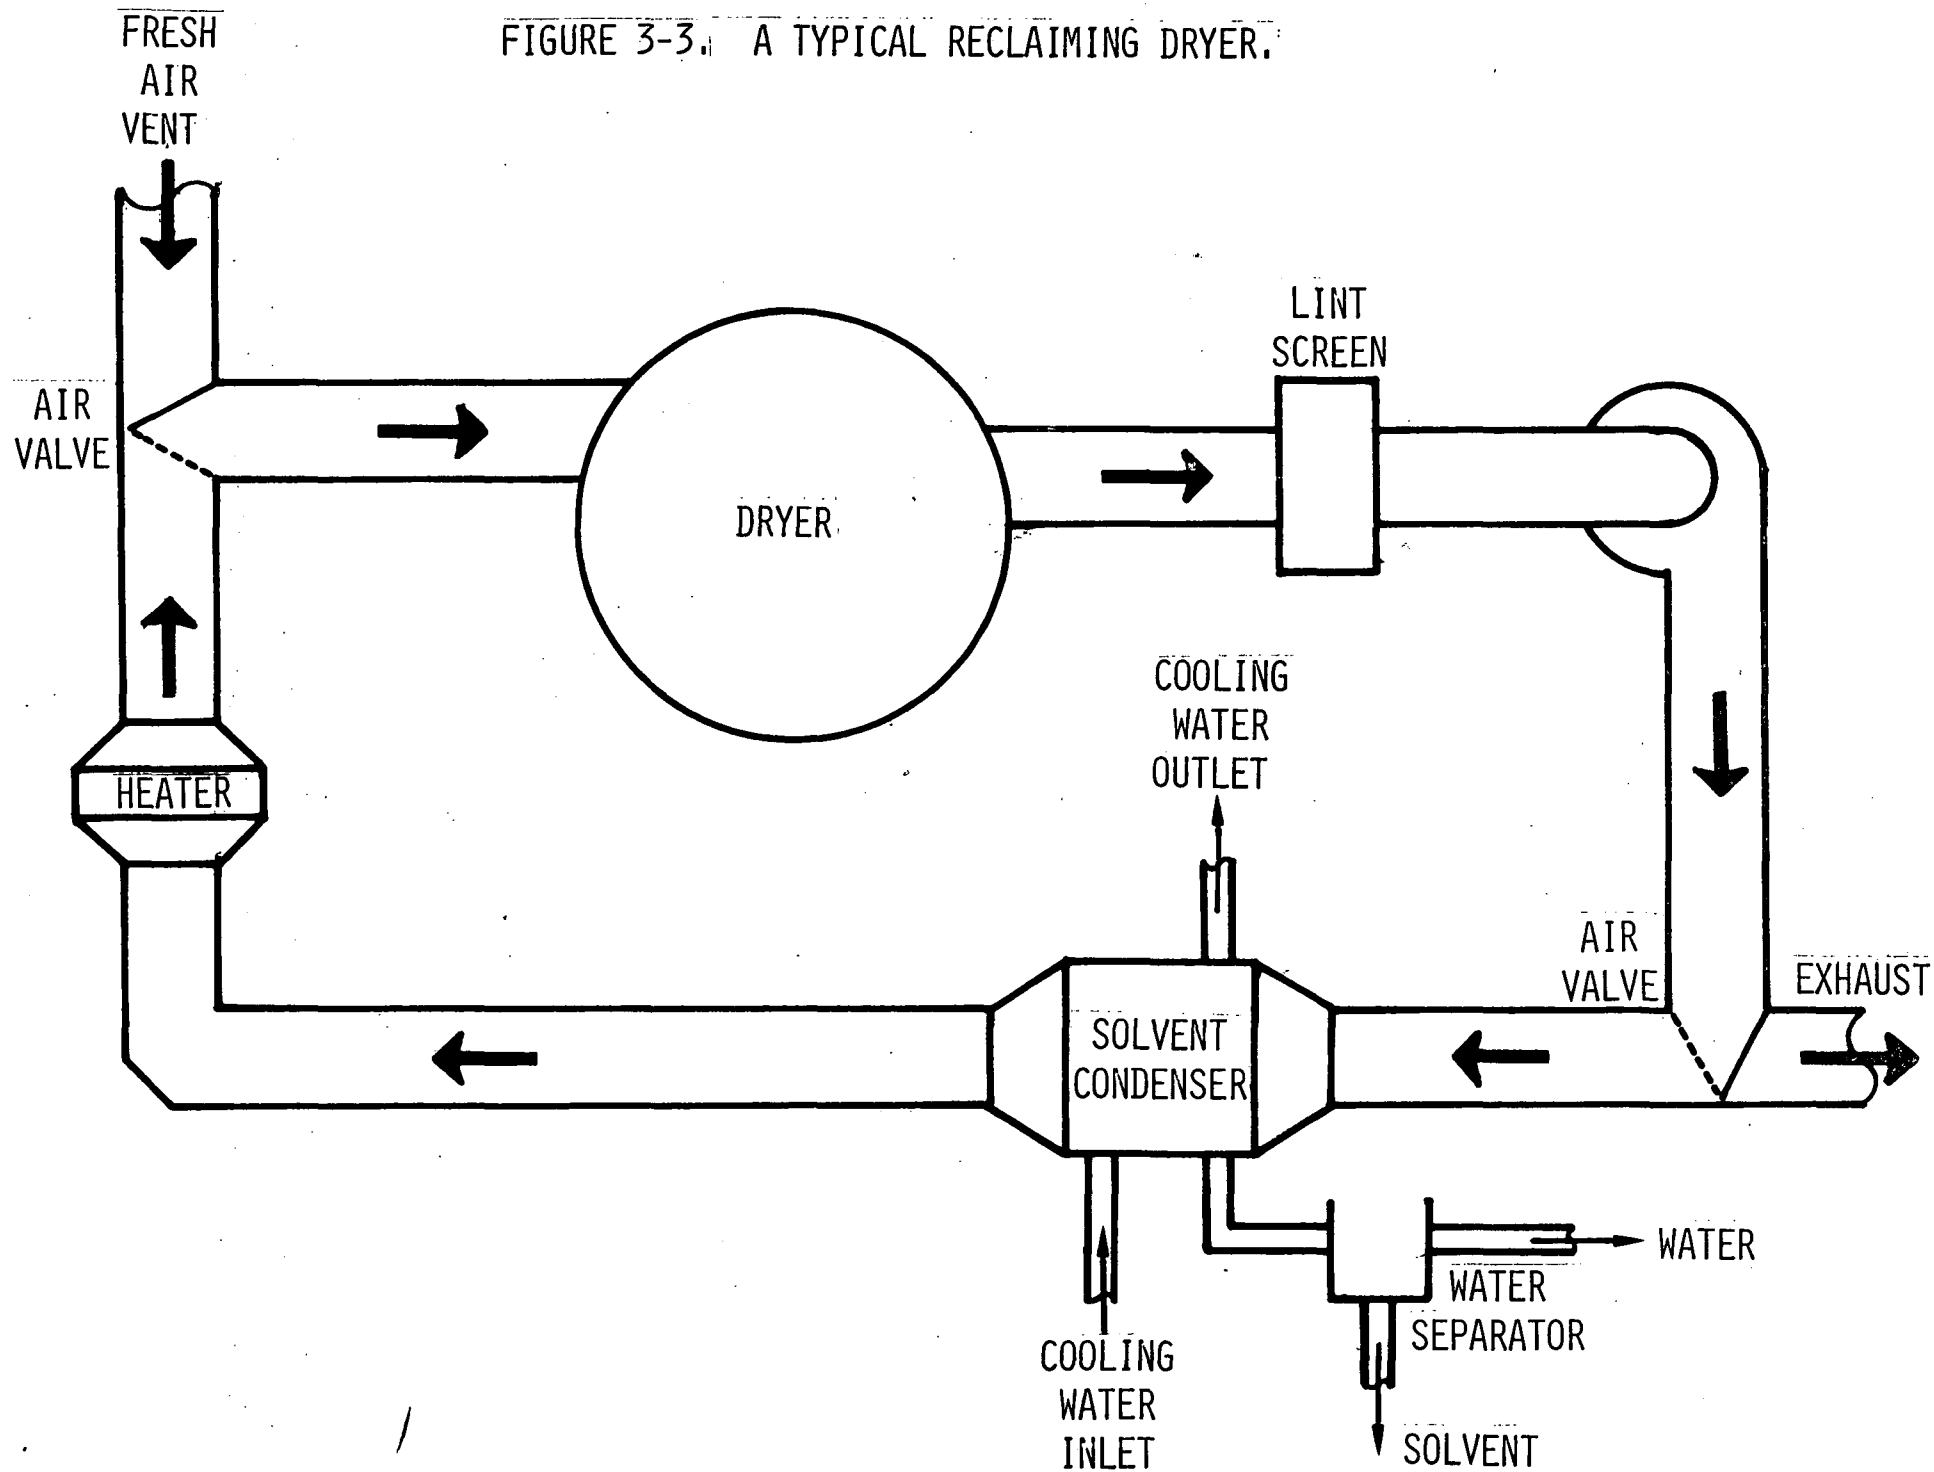 FRESH
AIR
VENT
FIGURE 3-3. A TYPICAL RECLAIMING DRYER.
LINT
SCREEN
AIR
VALVE
DRYER
COOLING
WATER
OUTLET
HEATER
AIR
VALVE
EXHAUST
SOLVENT
CONDENSER
WATER
WATER
SEPARATOR
COOLING
WATER
INLET
SOLVENT